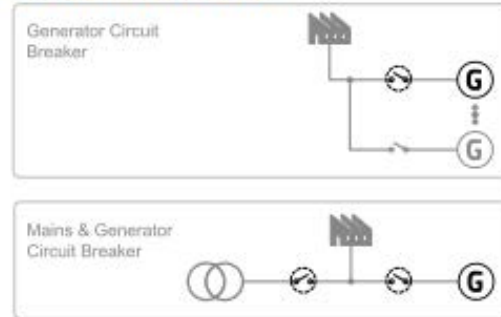 Generator Circuit
Breaker
G
G
Mains & Generator
Circuit Breaker
G